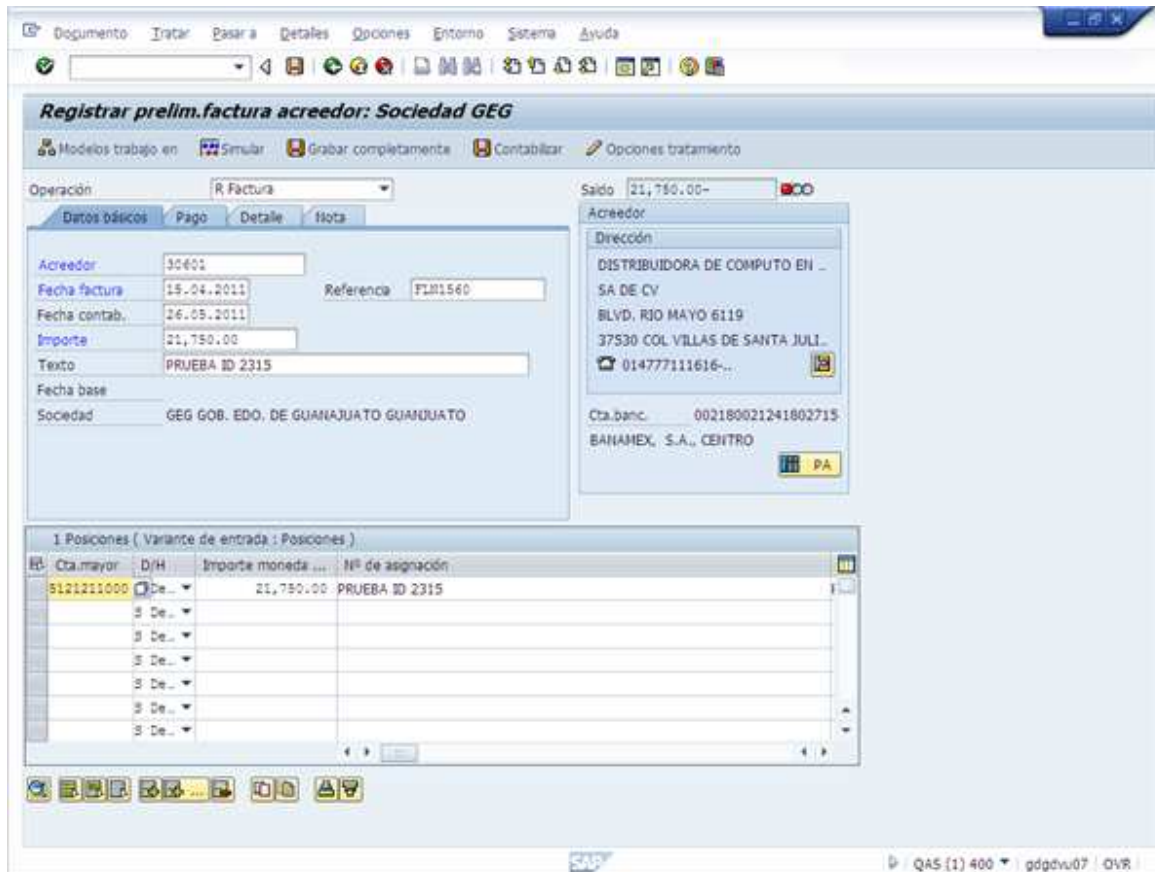 Documento Tratar Pasar a Detalles Opciones Entorno Sistema Ayuda
Registrar prelim.factura acreedor: Sociedad GEG
Modelos trabajo en Simular Grabar completamente Contabilizar Opciones tratamiento
Operación R Factura Saldo 21,750.00-
Datos básicos Pago Detalle Nota Acreedor
Dirección
Acreedor 30601 DISTRIBUIDORA DE COMPUTO EN ..
Fecha factura 15.04.2011 Referencia FLN1560 SA DE CV
Fecha contab. 26.05.2011 BLVD. RIO MAYO 6119
Importe 21,750.00 37530 COL VILLAS DE SANTA JULI..
Texto PRUEBA ID 2315 014777111616-..
Fecha base
Sociedad GEG GOB. EDO. DE GUANAJUATO GUANJUATO Cta.banc. 002180021241802715
BANAMEX, S.A., CENTRO
PA
1 Posiciones ( Variante de entrada : Posiciones )
Cta.mayor D/H Importe moneda ... Nº de asignación
5121211000 De.. 21,750.00 PRUEBA ID 2315
S De..
S De..
S De..
S De..
S De..
S De..
SAP
QAS (1) 400 gdgdvu07 OVR